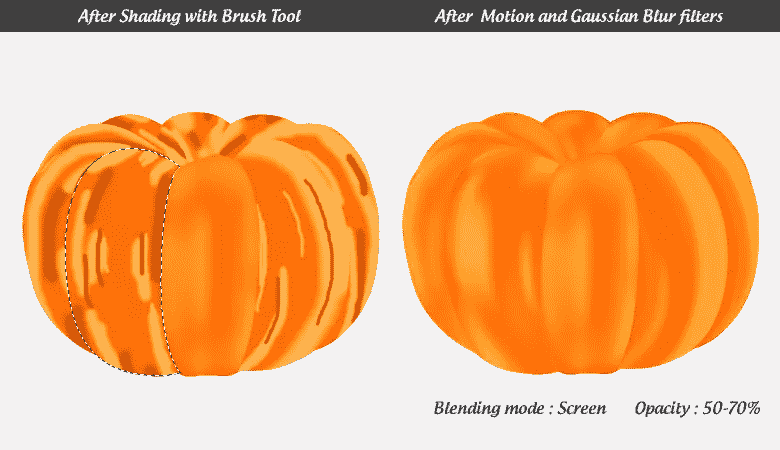 After Shading with Brush Tool
After Motion and Gaussian Blur filters
Blending mode : Screen Opacity : 50-70%